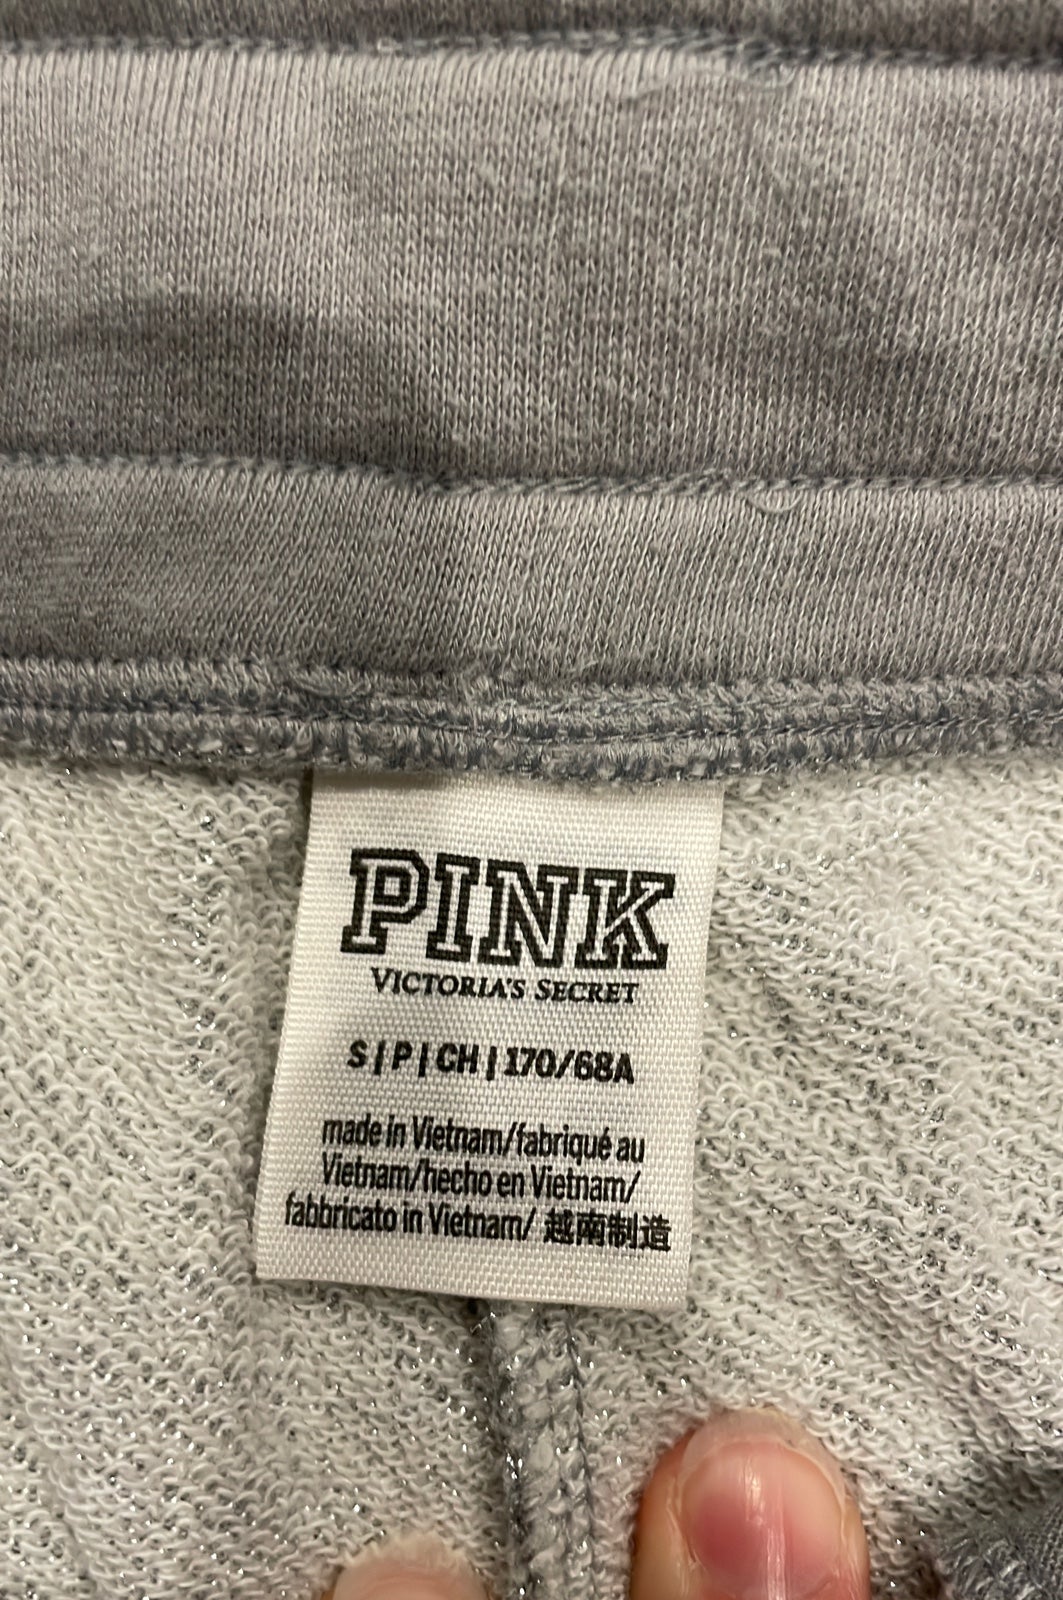 PINK
VICTORIA'S SECRET
S | P | CH | 170/68A
made in Vietnam/fabriqué au
Vietnam/hecho en Vietnam/
fabbricato in Vietnam/ 越南制造